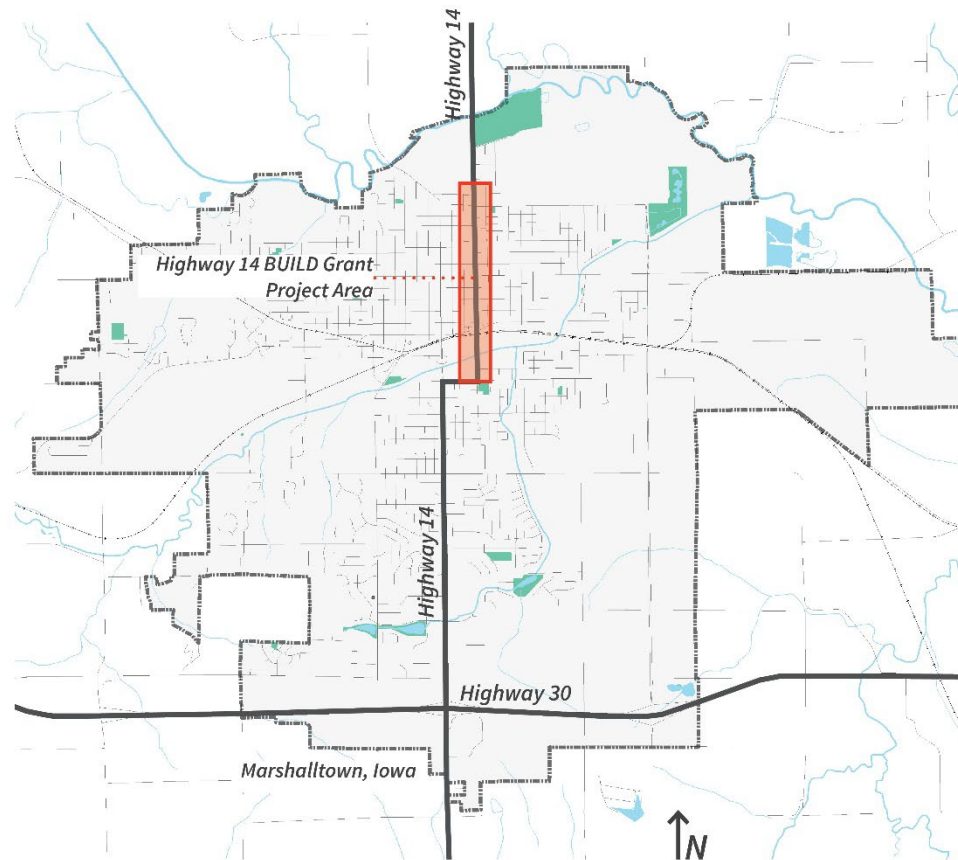 Highway 14
Highway 14 BUILD Grant
Project Area
Highway 14
Highway 30
Marshalltown, Iowa
N